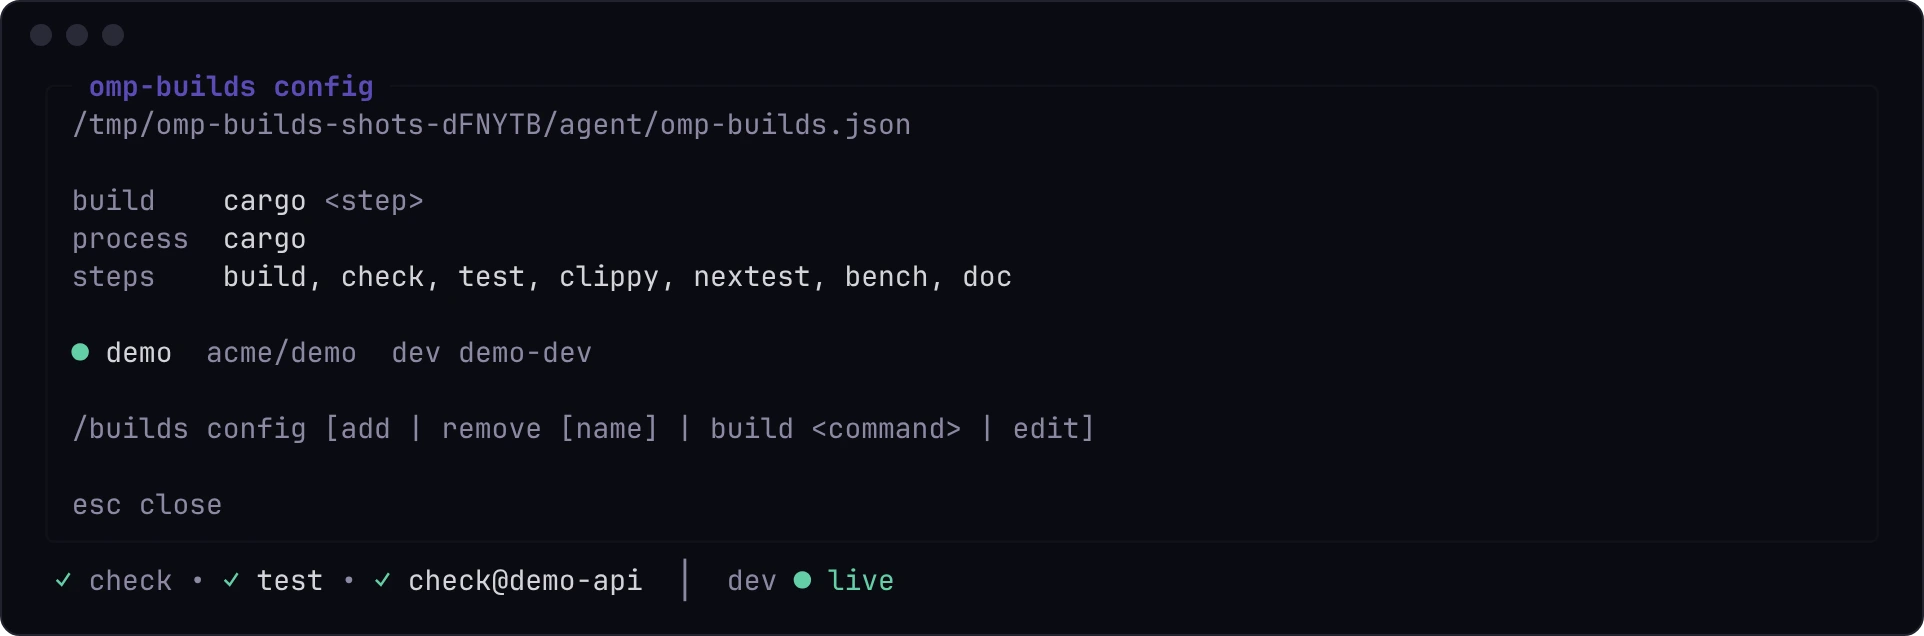 omp-builds config
/tmp/omp-builds-shots-dFNYTB/agent/omp-builds.json
build    cargo <step>
process  cargo
steps    build, check, test, clippy, nextest, bench, doc
● demo  acme/demo  dev demo-dev
/builds config [add | remove [name] | build <command> | edit]
esc close
✓ check • ✓ test • ✓ check@demo-api │ dev ● live